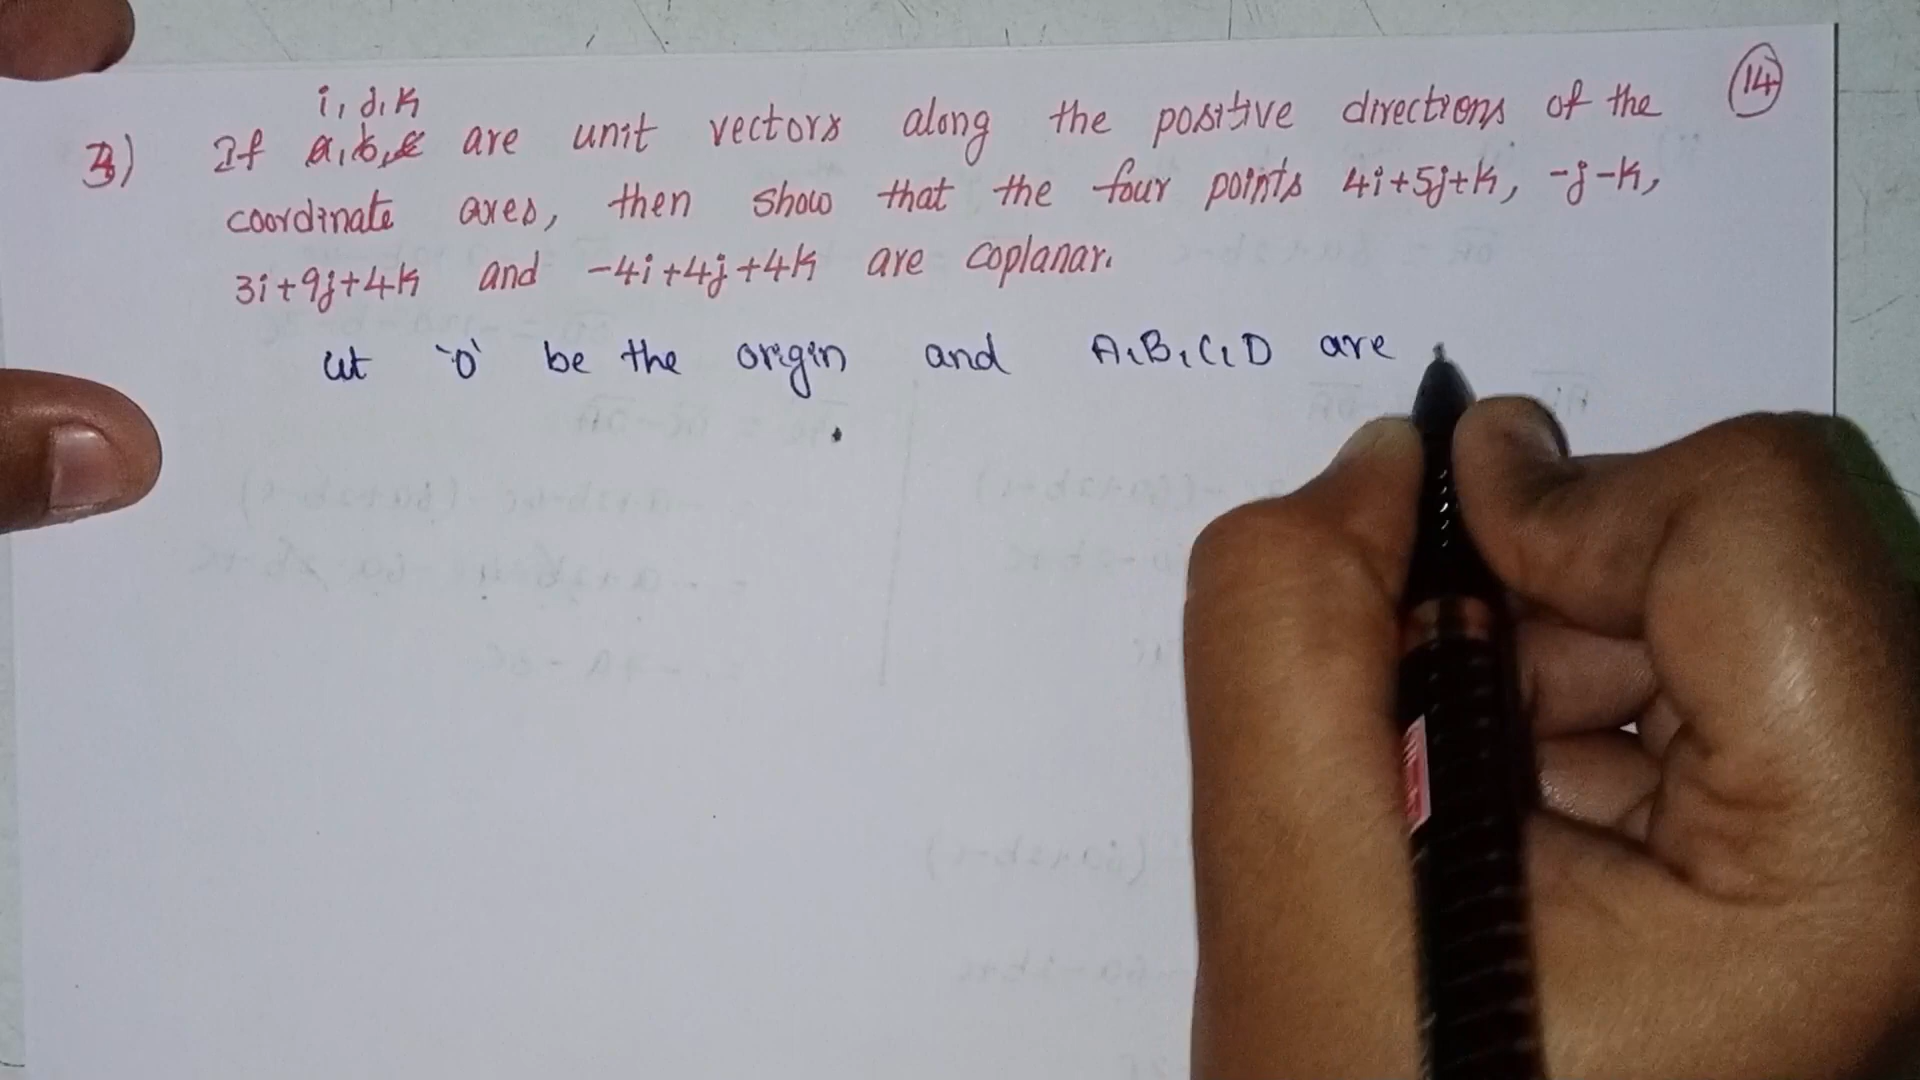 14
i, j, k
3) If a, b, c are unit vectors along the positive directions of the
coordinate axes, then show that the four points 4i+5j+k, -j-k,
3i+9j+4k and -4i+4j+4k are coplanar.
Let 'O' be the origin and A, B, C, D are